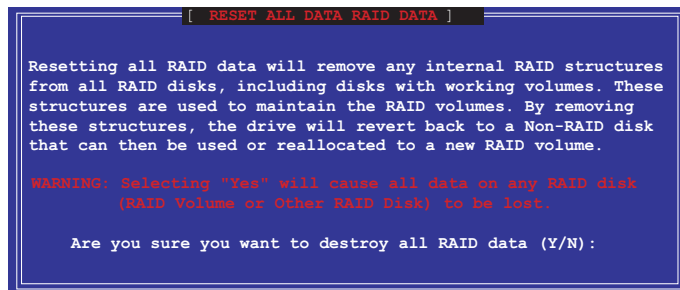 [ RESET ALL DATA RAID DATA ]
Resetting all RAID data will remove any internal RAID structures
from all RAID disks, including disks with working volumes. These
structures are used to maintain the RAID volumes. By removing
these structures, the drive will revert back to a Non-RAID disk
that can then be used or reallocated to a new RAID volume.
WARNING: Selecting "Yes" will cause all data on any RAID disk
(RAID Volume or Other RAID Disk) to be lost.
Are you sure you want to destroy all RAID data (Y/N):